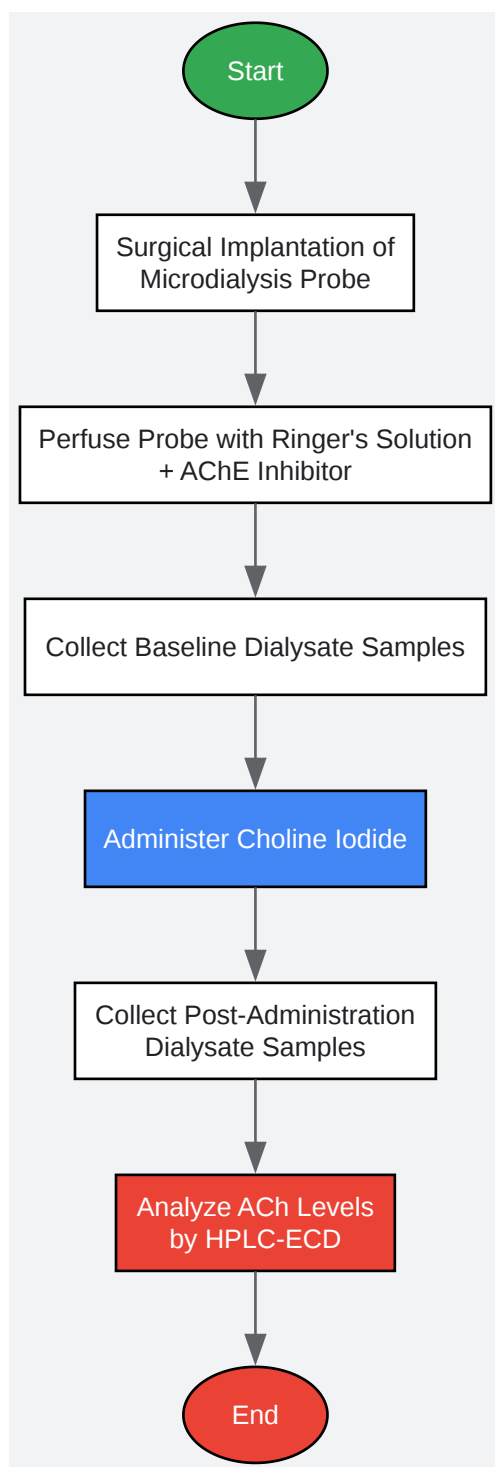 Start
Surgical Implantation of
Microdialysis Probe
Perfuse Probe with Ringer's Solution
+ AChE Inhibitor
Collect Baseline Dialysate Samples
Administer Choline Iodide
Collect Post-Administration
Dialysate Samples
Analyze ACh Levels
by HPLC-ECD
End